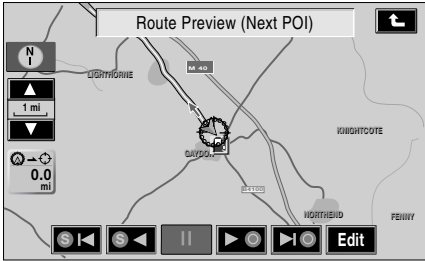 Route Preview (Next POI)
N
LIGHTHORNE
M 40
1 mi
KNIGHTCOTE
GAYDON
0.0
mi
B4100
NORTHEND
FENNY
S
S
Edit